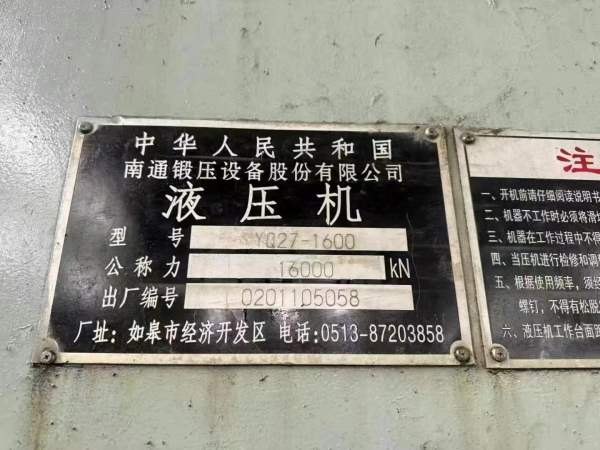 中华人民共和国
南通锻压设备股份有限公司
液压机
型号 YQ27-1600
公称力 16000 kN
出厂编号 0201105058
厂址: 如皋市经济开发区 电话:0513-87203858
注
一、开机前请仔细阅读说明书
二、机器不工作时必须将滑块
三、机器在工作过程中不得
四、当压机进行检修和调
五、根据使用频率，须经
螺钉，不得有松脱
六、液压机工作台面